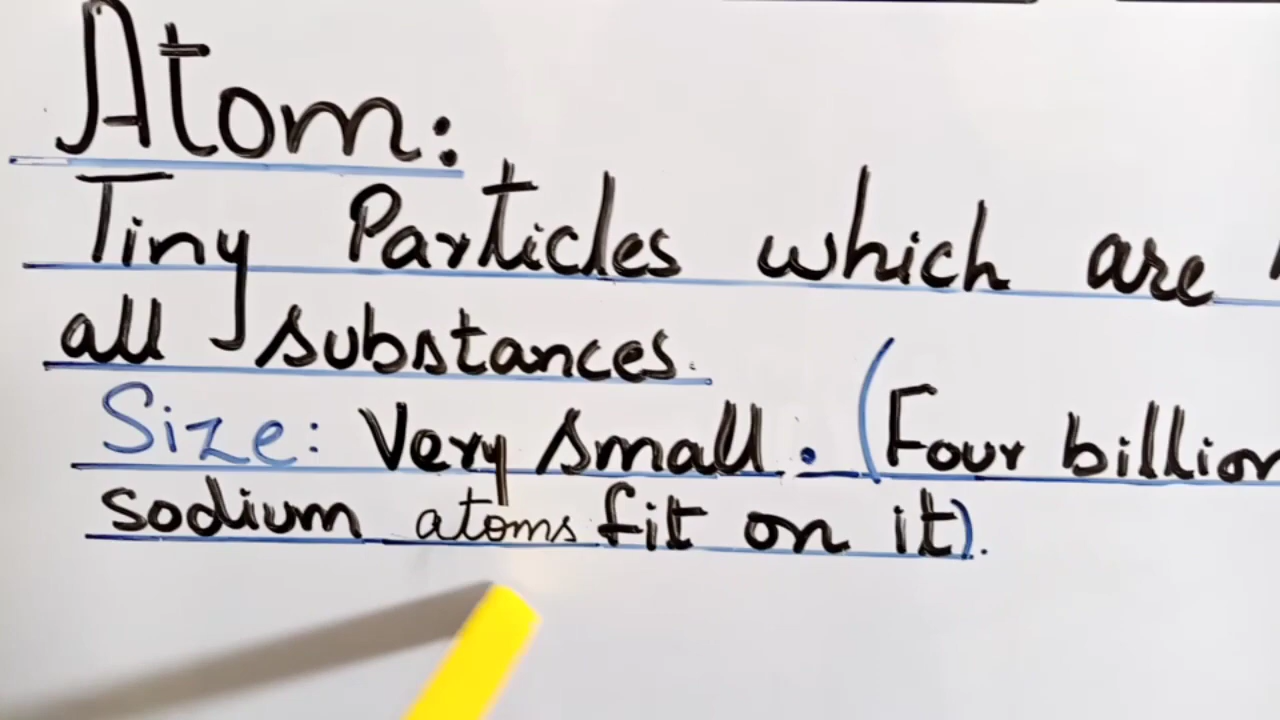 Atom:
Tiny Particles which are
all substances.
Size: Very small. (Four billion
sodium atoms fit on it).